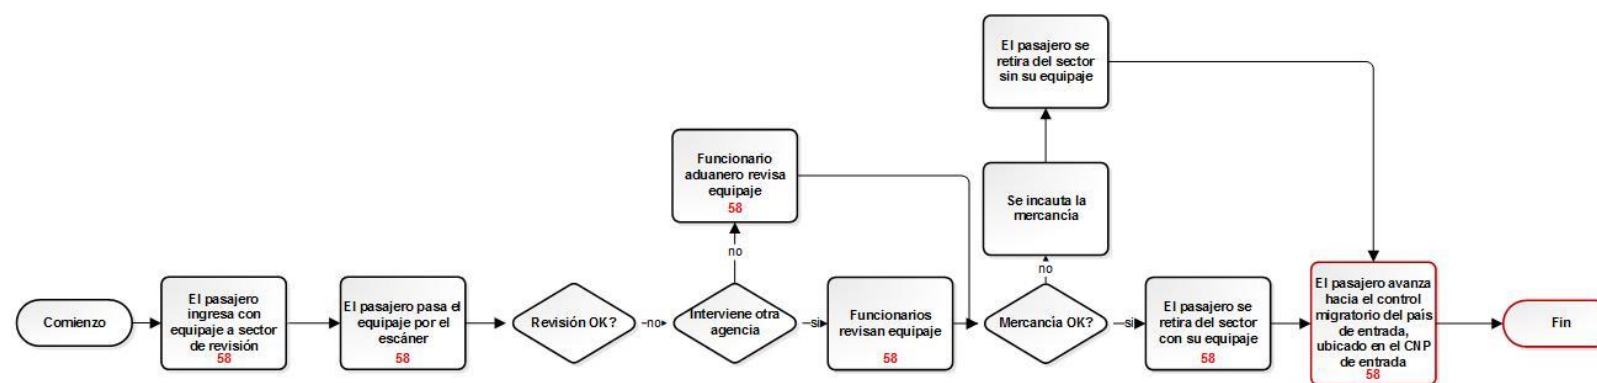 Comienzo
El pasajero
ingresa con
equipaje a sector
de revisión
58
El pasajero pasa el
equipaje por el
escáner
58
Revisión OK?
no
Interviene otra
agencia
no
Funcionario
aduanero revisa
equipaje
58
si
Funcionarios
revisan equipaje
58
Mercancía OK?
no
Se incauta la
mercancía
El pasajero se
retira del sector
sin su equipaje
si
El pasajero se
retira del sector
con su equipaje
58
El pasajero avanza
hacia el control
migratorio del país
de entrada,
ubicado en el CNP
de entrada
58
Fin